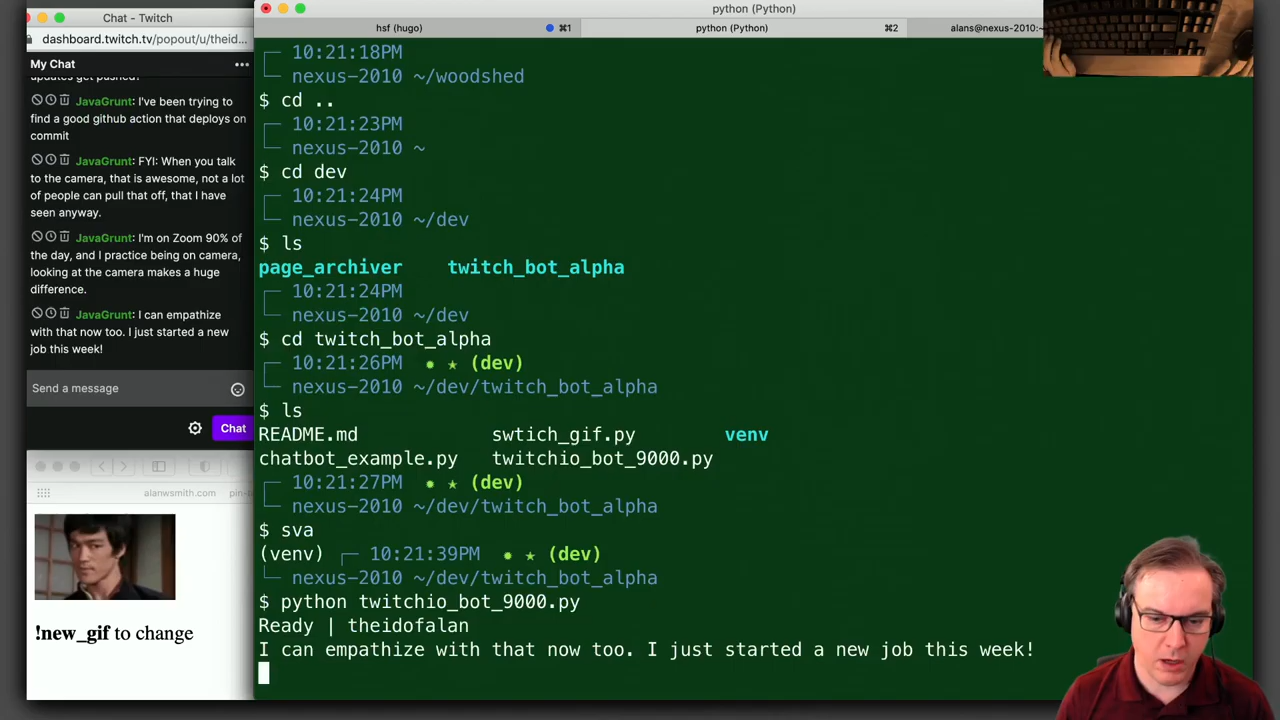 Chat - Twitch
dashboard.twitch.tv/popout/u/theid...
My Chat
updates get pushed?
JavaGrunt: I've been trying to
find a good github action that deploys on
commit
JavaGrunt: FYI: When you talk
to the camera, that is awesome, not a lot
of people can pull that off, that I have
seen anyway.
JavaGrunt: I'm on Zoom 90% of
the day, and I practice being on camera,
looking at the camera makes a huge
difference.
JavaGrunt: I can empathize
with that now too. I just started a new
job this week!
Send a message
Chat
alanwsmith.com pin-ta
!new_gif to change
python (Python)
hsf (hugo) ⌘1 python (Python) ⌘2 alans@nexus-2010:~
10:21:18PM
nexus-2010 ~/woodshed
$ cd ..
10:21:23PM
nexus-2010 ~
$ cd dev
10:21:24PM
nexus-2010 ~/dev
$ ls
page_archiver twitch_bot_alpha
10:21:24PM
nexus-2010 ~/dev
$ cd twitch_bot_alpha
10:21:26PM ★ (dev)
nexus-2010 ~/dev/twitch_bot_alpha
$ ls
README.md swtich_gif.py venv
chatbot_example.py twitchio_bot_9000.py
10:21:27PM ★ (dev)
nexus-2010 ~/dev/twitch_bot_alpha
$ sva
(venv) 10:21:39PM ★ (dev)
nexus-2010 ~/dev/twitch_bot_alpha
$ python twitchio_bot_9000.py
Ready | theidofalan
I can empathize with that now too. I just started a new job this week!